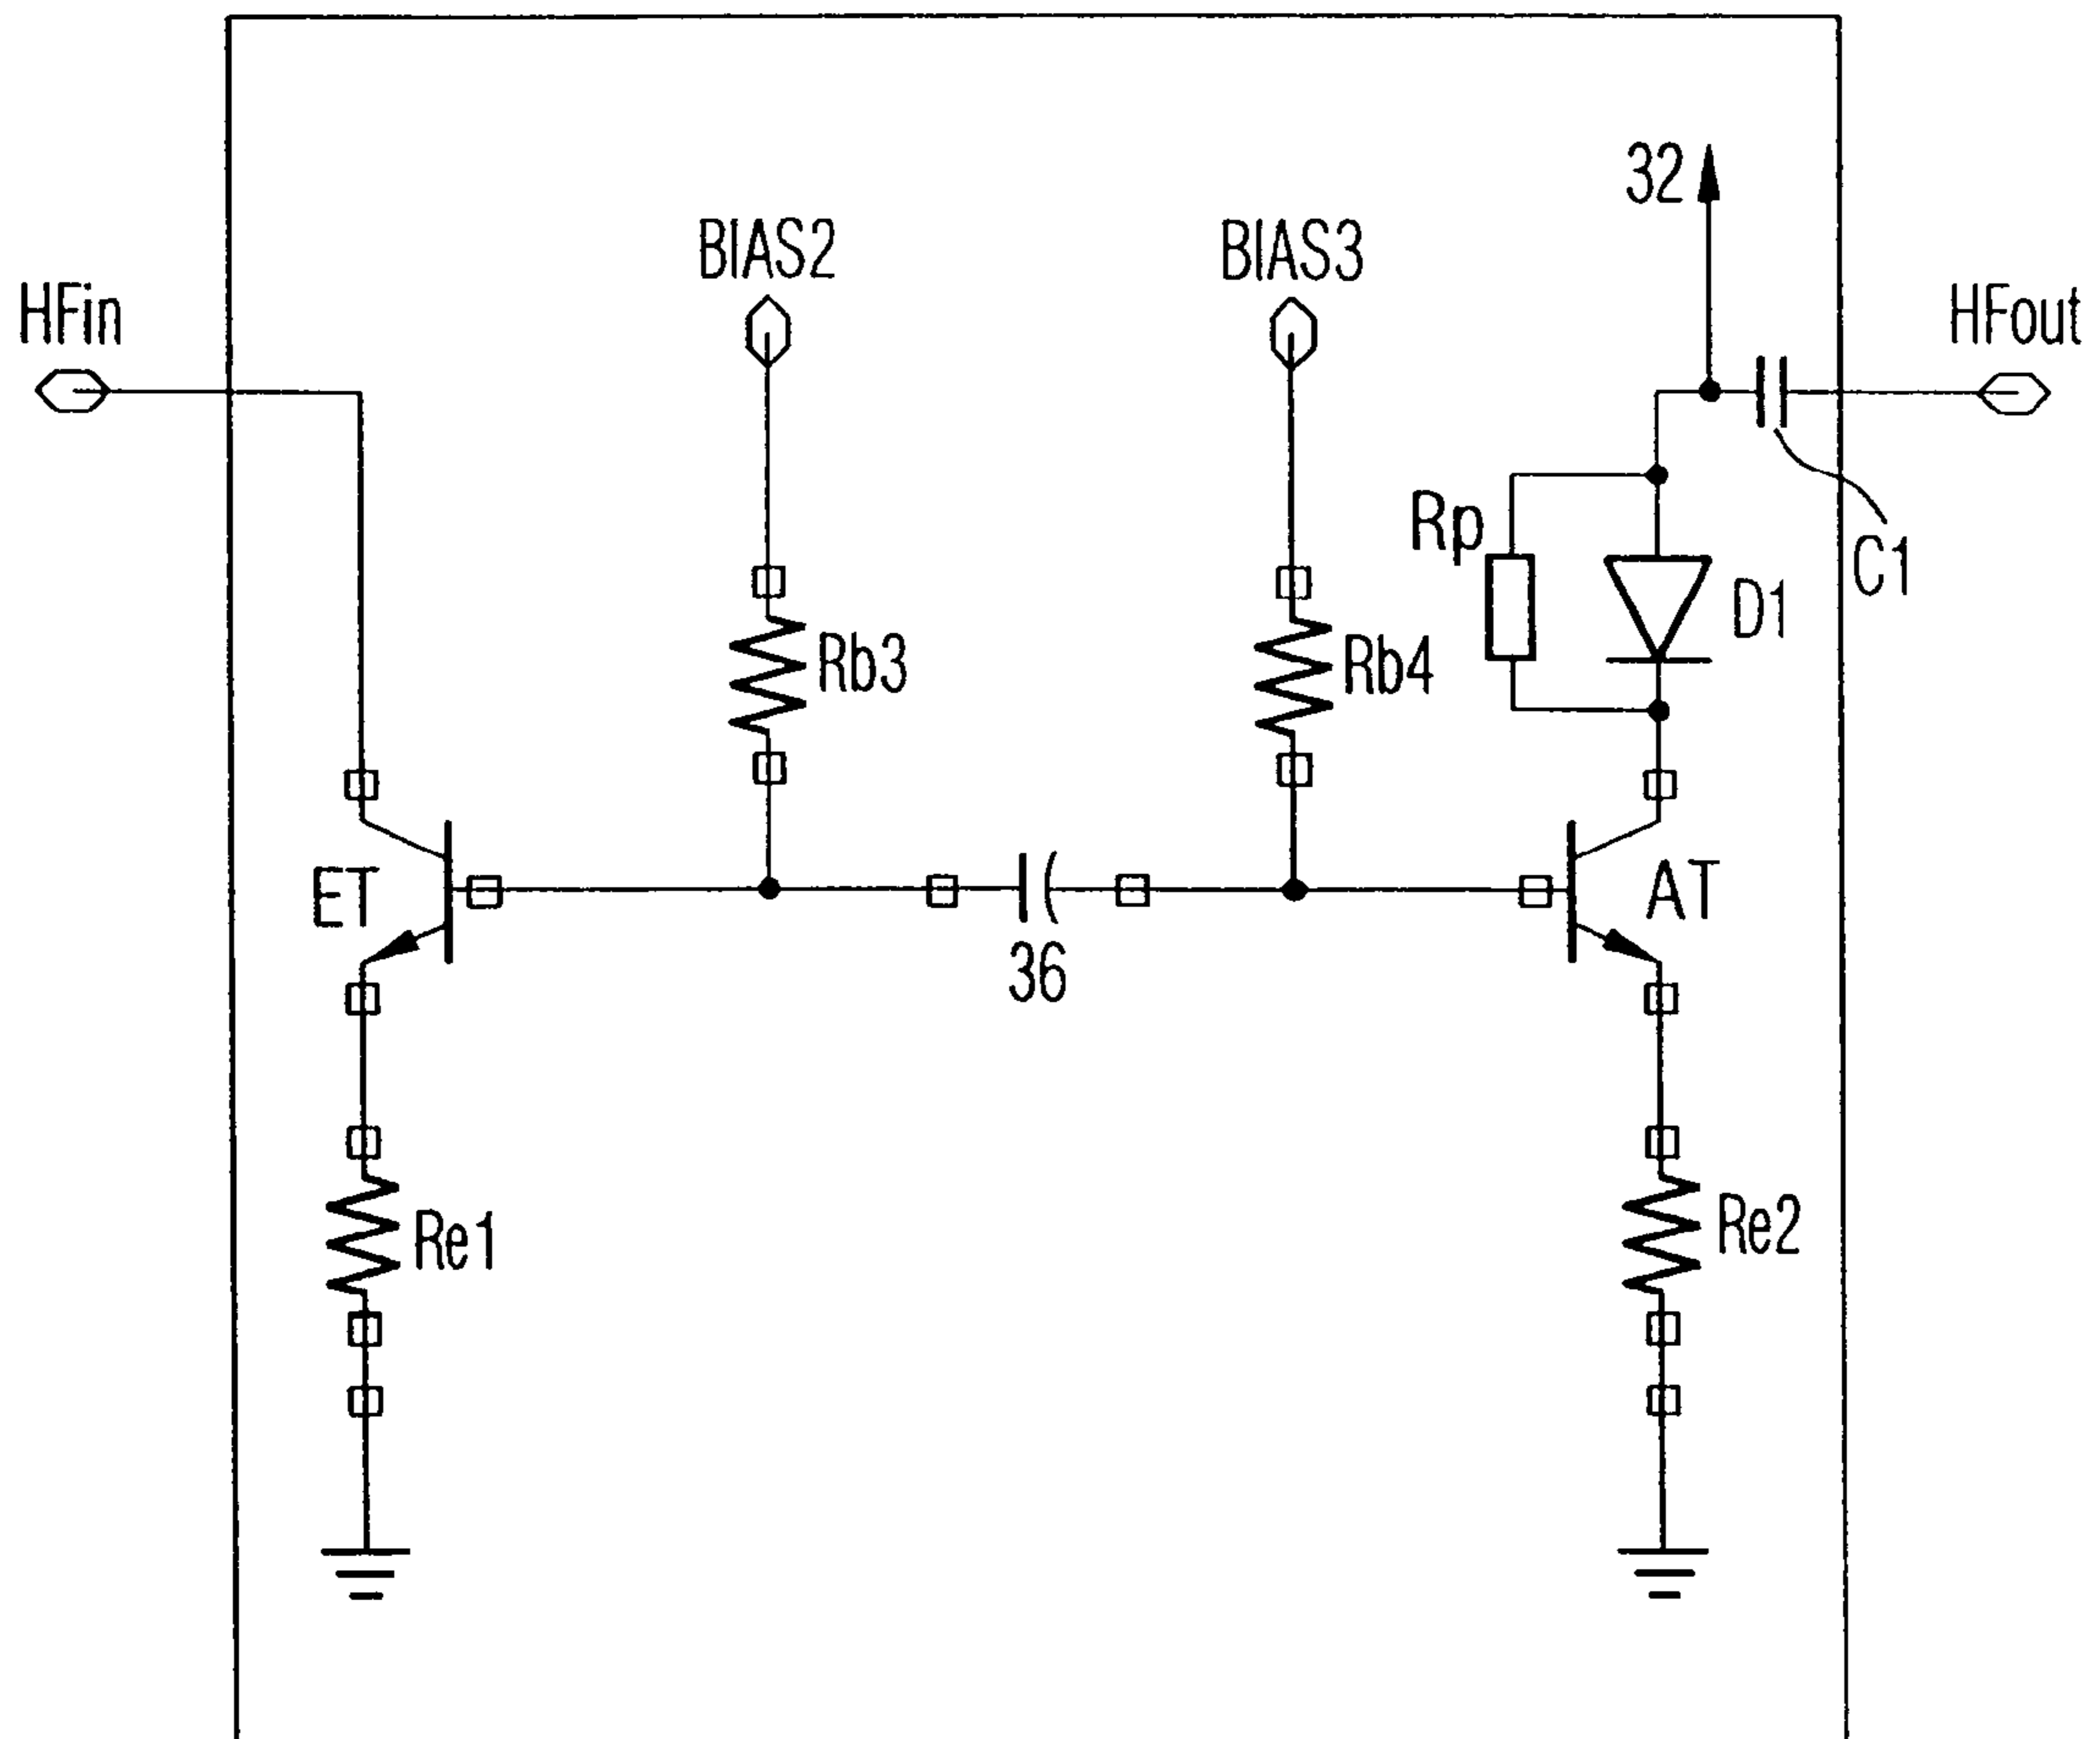 32
BIAS2
BIAS3
HFin
HFout
Rp
C1
D1
Rb3
Rb4
ET
AT
36
Re1
Re2